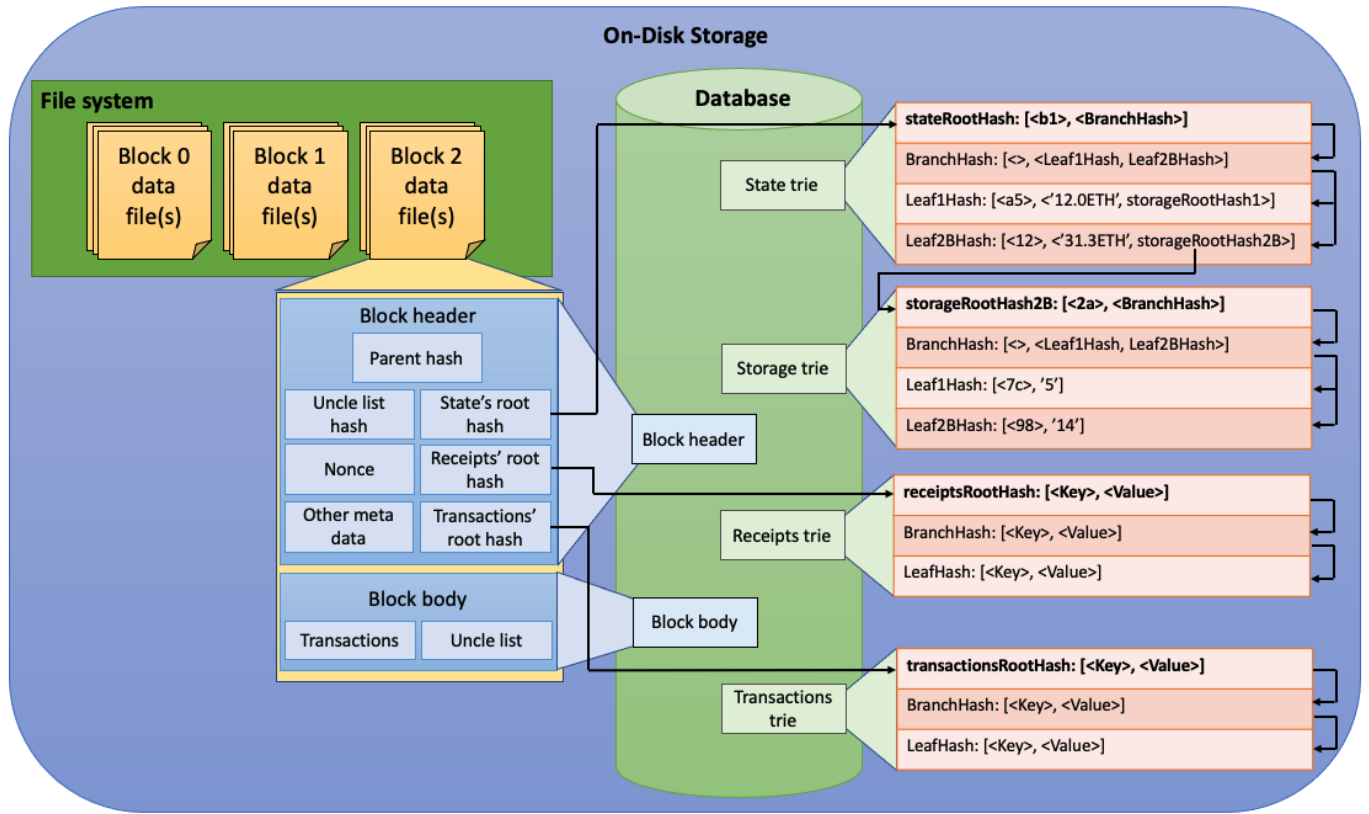 On-Disk Storage
File system
Block 0
data
file(s)
Block 1
data
file(s)
Block 2
data
file(s)
Block header
Parent hash
Uncle list
hash
State's root
hash
Nonce
Receipts' root
hash
Other meta
data
Transactions'
root hash
Block body
Transactions
Uncle list
Database
Block header
Block body
State trie
stateRootHash: [<b1>, <BranchHash>]
BranchHash: [<>, <Leaf1Hash, Leaf2BHash>]
Leaf1Hash: [<a5>, <’12.0ETH’, storageRootHash1>]
Leaf2BHash: [<12>, <’31.3ETH’, storageRootHash2B>]
Storage trie
storageRootHash2B: [<2a>, <BranchHash>]
BranchHash: [<>, <Leaf1Hash, Leaf2BHash>]
Leaf1Hash: [<7c>, ’5’]
Leaf2BHash: [<98>, ’14’]
Receipts trie
receiptsRootHash: [<Key>, <Value>]
BranchHash: [<Key>, <Value>]
LeafHash: [<Key>, <Value>]
Transactions
trie
transactionsRootHash: [<Key>, <Value>]
BranchHash: [<Key>, <Value>]
LeafHash: [<Key>, <Value>]